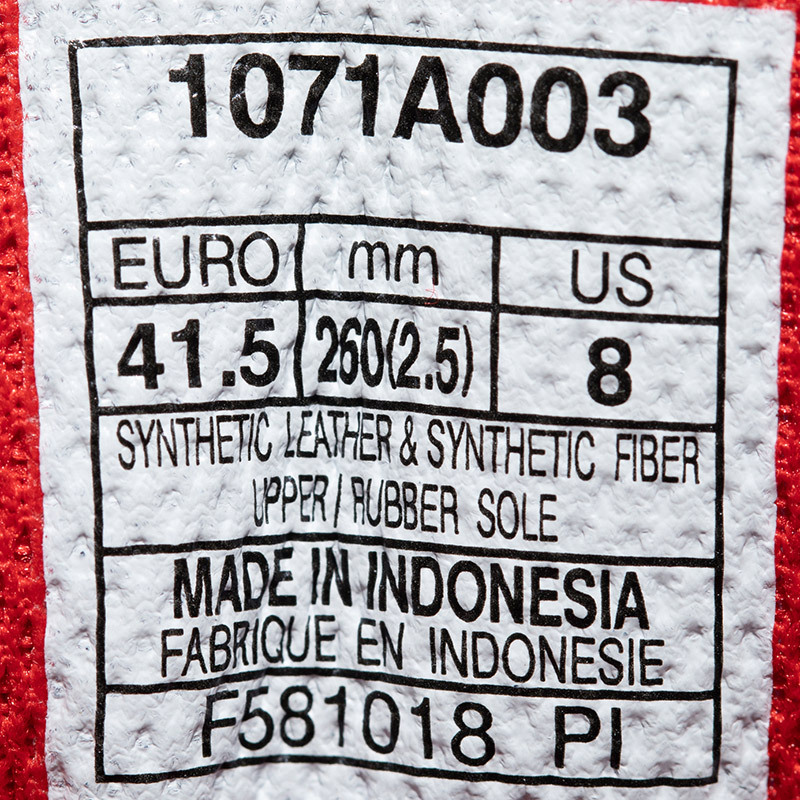 1071A003
EURO mm US
41.5 260(2.5) 8
SYNTHETIC LEATHER & SYNTHETIC FIBER
UPPER / RUBBER SOLE
MADE IN INDONESIA
FABRIQUE EN INDONESIE
F581018 PI